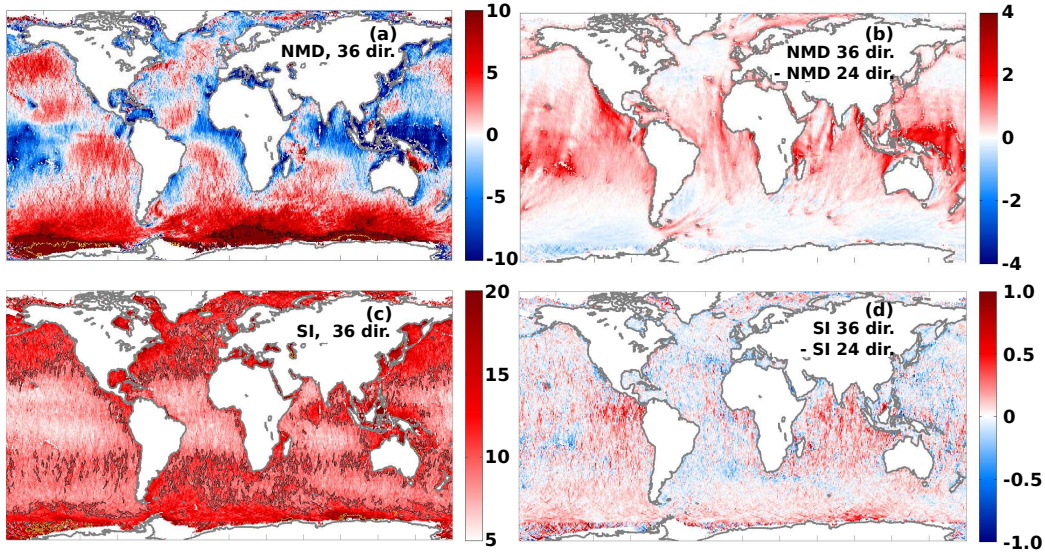 (a)
NMD, 36 dir.
10
5
0
-5
-10
(b)
NMD 36 dir.
- NMD 24 dir.
4
2
0
-2
-4
(c)
SI, 36 dir.
20
15
10
5
(d)
SI 36 dir.
- SI 24 dir.
1.0
0.5
0
-0.5
-1.0